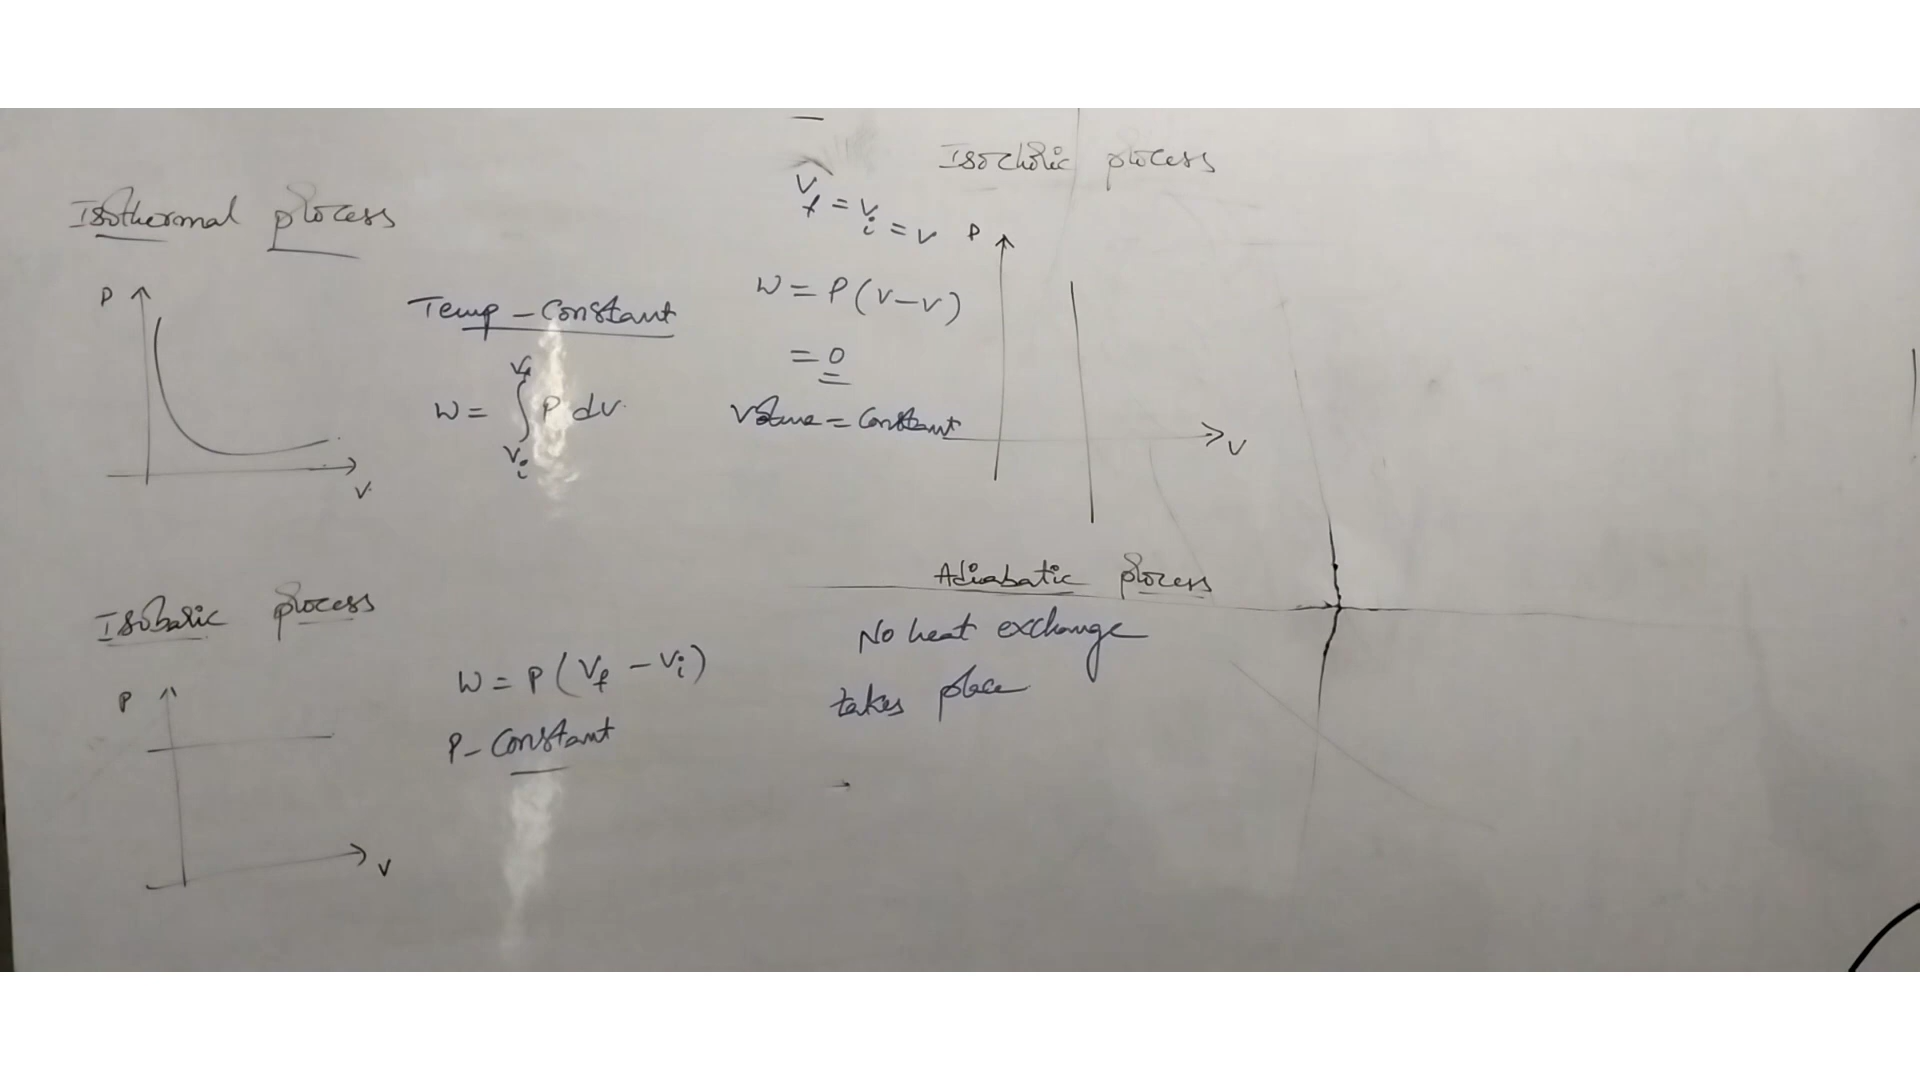 Isothermal process
P
Temp - Constant
W = ∫ P dv
Vf
Vi
V
Isochoric process
Vf = Vi = V
P
W = P(V-V)
= 0
Volume = Constant
V
Isobaric process
P
W = P(Vf - Vi)
P - Constant
V
Adiabatic process
No heat exchange
takes place